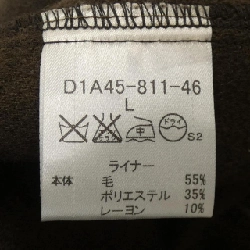 D1A45-811-46
L
ドライ
S2
ライナー
本体 毛 55%
ポリエステル 35%
レーヨン 10%